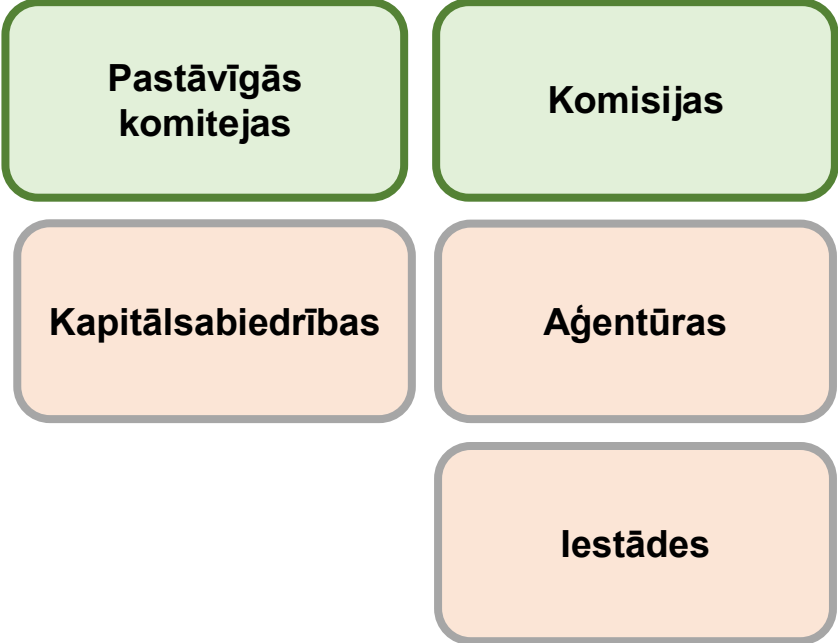 Pastāvīgās
komitejas
Komisijas
Kapitālsabiedrības
Aģentūras
Iestādes